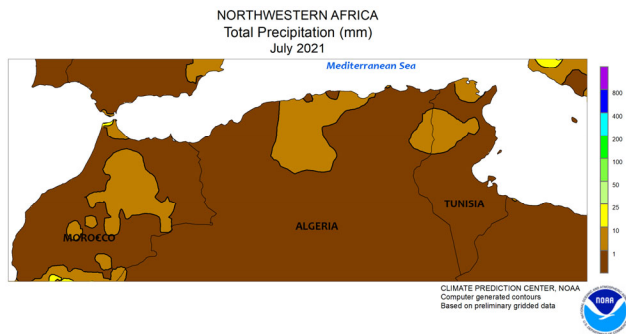 NORTHWESTERN AFRICA
Total Precipitation (mm)
July 2021
Mediterranean Sea
800
400
200
100
50
25
10
1
MOROCCO
ALGERIA
TUNISIA
CLIMATE PREDICTION CENTER, NOAA
Computer generated contours
Based on preliminary gridded data
NOAA